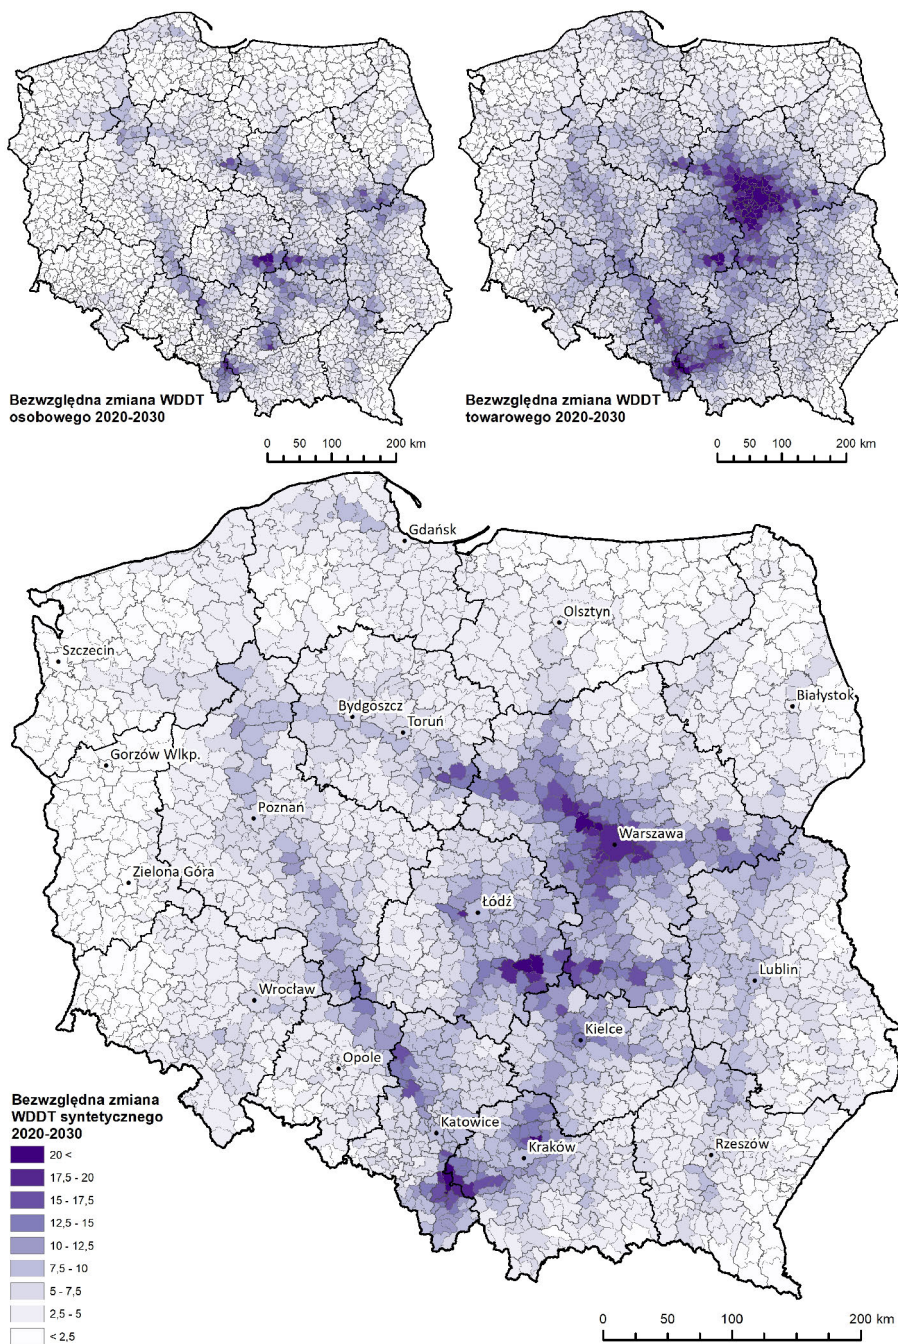 Bezwzględna zmiana WDDT
osobowego 2020-2030
0 50 100 200 km
Bezwzględna zmiana WDDT
towarowego 2020-2030
0 50 100 200 km
Gdańsk
Olsztyn
Szczecin
Białystok
Bydgoszcz
Toruń
Gorzów Wlkp.
Poznań
Warszawa
Zielona Góra
Łódź
Lublin
Wrocław
Kielce
Opole
Katowice
Kraków
Rzeszów
Bezwzględna zmiana
WDDT syntetycznego
2020-2030
20 <
17,5 - 20
15 - 17,5
12,5 - 15
10 - 12,5
7,5 - 10
5 - 7,5
2,5 - 5
< 2,5
0 50 100 200 km